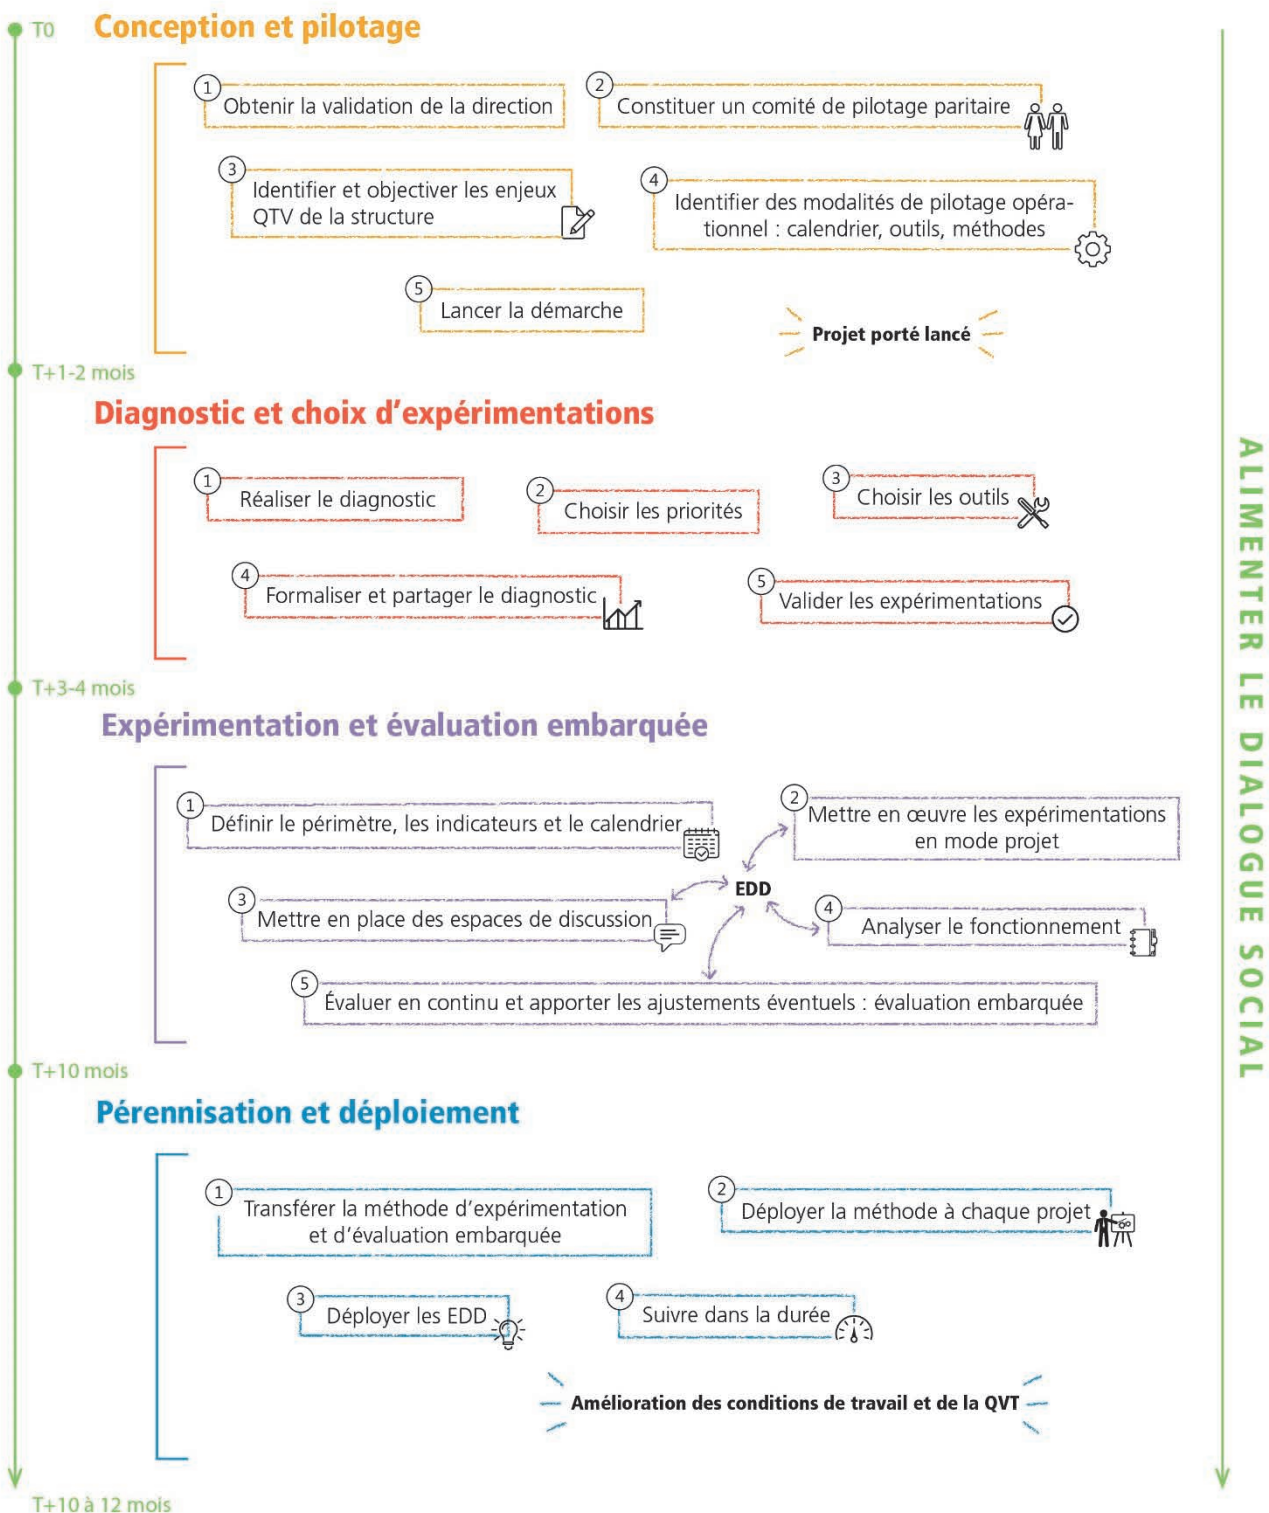 T0
Conception et pilotage
1
Obtenir la validation de la direction
2
Constituer un comité de pilotage paritaire
3
Identifier et objectiver les enjeux
QTV de la structure
4
Identifier des modalités de pilotage opéra-
tionnel : calendrier, outils, méthodes
5
Lancer la démarche
Projet porté lancé
T+1-2 mois
Diagnostic et choix d’expérimentations
1
Réaliser le diagnostic
2
Choisir les priorités
3
Choisir les outils
4
Formaliser et partager le diagnostic
5
Valider les expérimentations
T+3-4 mois
Expérimentation et évaluation embarquée
1
Définir le périmètre, les indicateurs et le calendrier
2
Mettre en œuvre les expérimentations
en mode projet
EDD
3
Mettre en place des espaces de discussion
4
Analyser le fonctionnement
5
Évaluer en continu et apporter les ajustements éventuels : évaluation embarquée
T+10 mois
Pérennisation et déploiement
1
Transférer la méthode d’expérimentation
et d’évaluation embarquée
2
Déployer la méthode à chaque projet
3
Déployer les EDD
4
Suivre dans la durée
Amélioration des conditions de travail et de la QVT
T+10 à 12 mois
ALIMENTER LE DIALOGUE SOCIAL